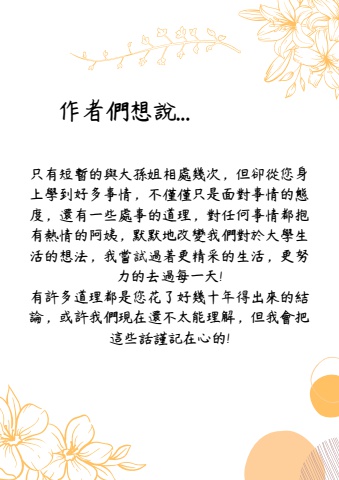 作者們想說...
只有短暫的與大孫姐相處幾次，但卻從您身
上學到好多事情，不僅僅只是面對事情的態
度，還有一些處事的道理，對任何事情都抱
有熱情的阿姨，默默地改變我們對於大學生
活的想法，我嘗試過著更精采的生活，更努
力的去過每一天!
有許多道理都是您花了好幾十年得出來的結
論，或許我們現在還不太能理解，但我會把
這些話謹記在心的!